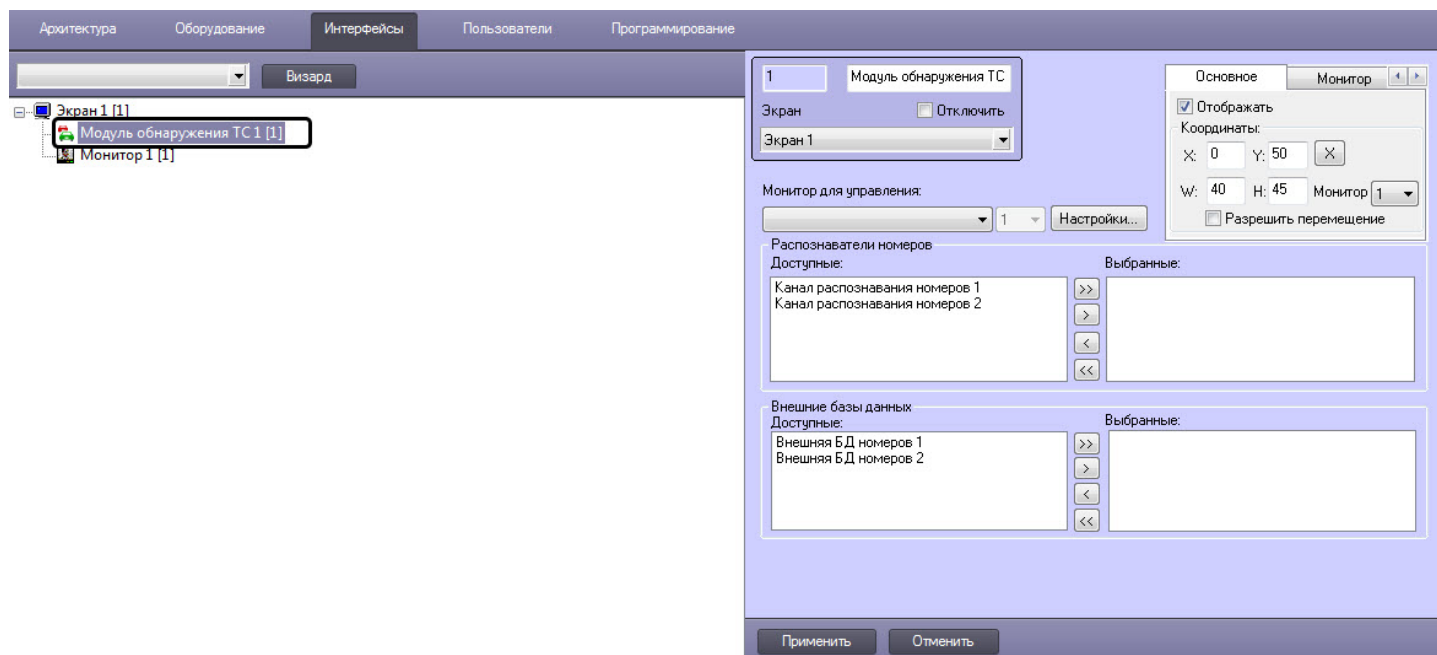 Архитектура Оборудование Интерфейсы Пользователи Программирование
Визард
Экран 1 [1]
Модуль обнаружения ТС 1 [1]
Монитор 1 [1]
1 Модуль обнаружения ТС
Экран Отключить
Экран 1
Основное Монитор
Отображать
Координаты:
X: 0 Y: 50 X
W: 40 H: 45 Монитор 1
Разрешить перемещение
Монитор для управления:
1 Настройки...
Распознаватели номеров
Доступные: Выбранные:
Канал распознавания номеров 1
Канал распознавания номеров 2
>>
>
<
<<
Внешние базы данных
Доступные: Выбранные:
Внешняя БД номеров 1
Внешняя БД номеров 2
>>
>
<
<<
Применить Отменить